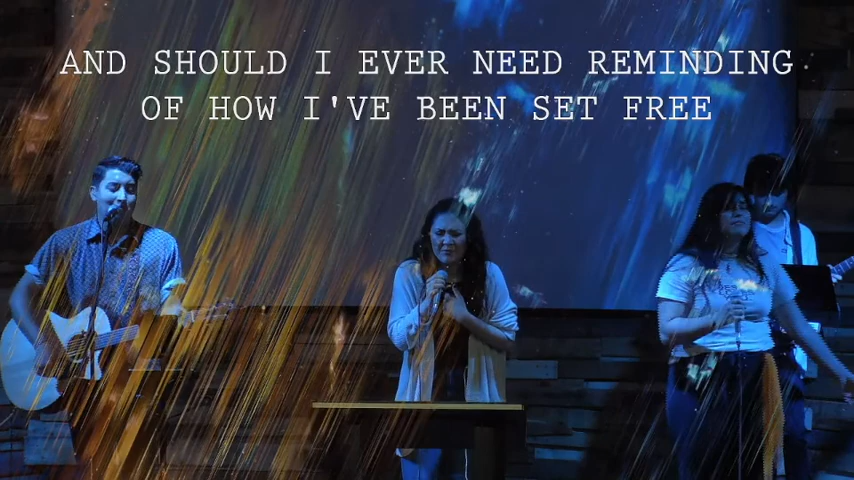 AND SHOULD I EVER NEED REMINDING
OF HOW I'VE BEEN SET FREE